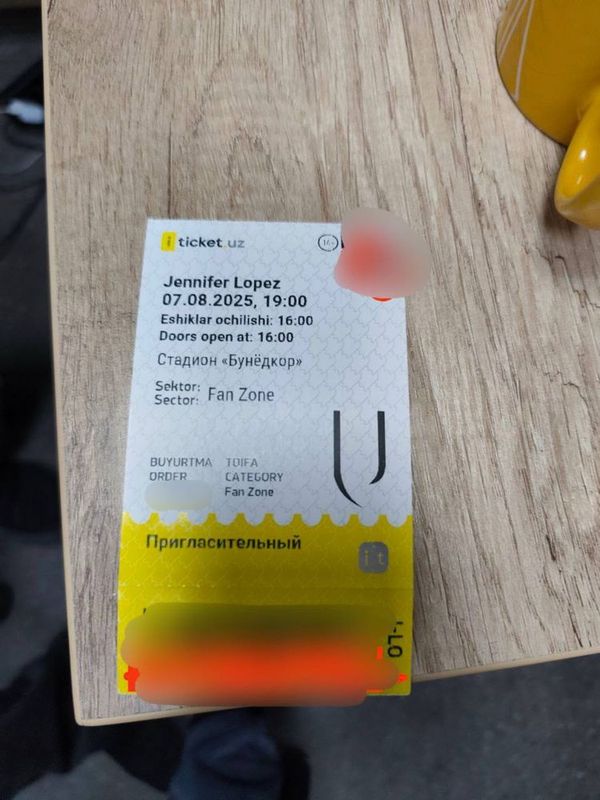 ticket.uz
16+
Jennifer Lopez
07.08.2025, 19:00
Eshiklar ochilishi: 16:00
Doors open at: 16:00
Стадион «Бунёдкор»
Sektor:
Sector: Fan Zone
BUYURTMA TOIFA
ORDER CATEGORY
Fan Zone
Пригласительный
it